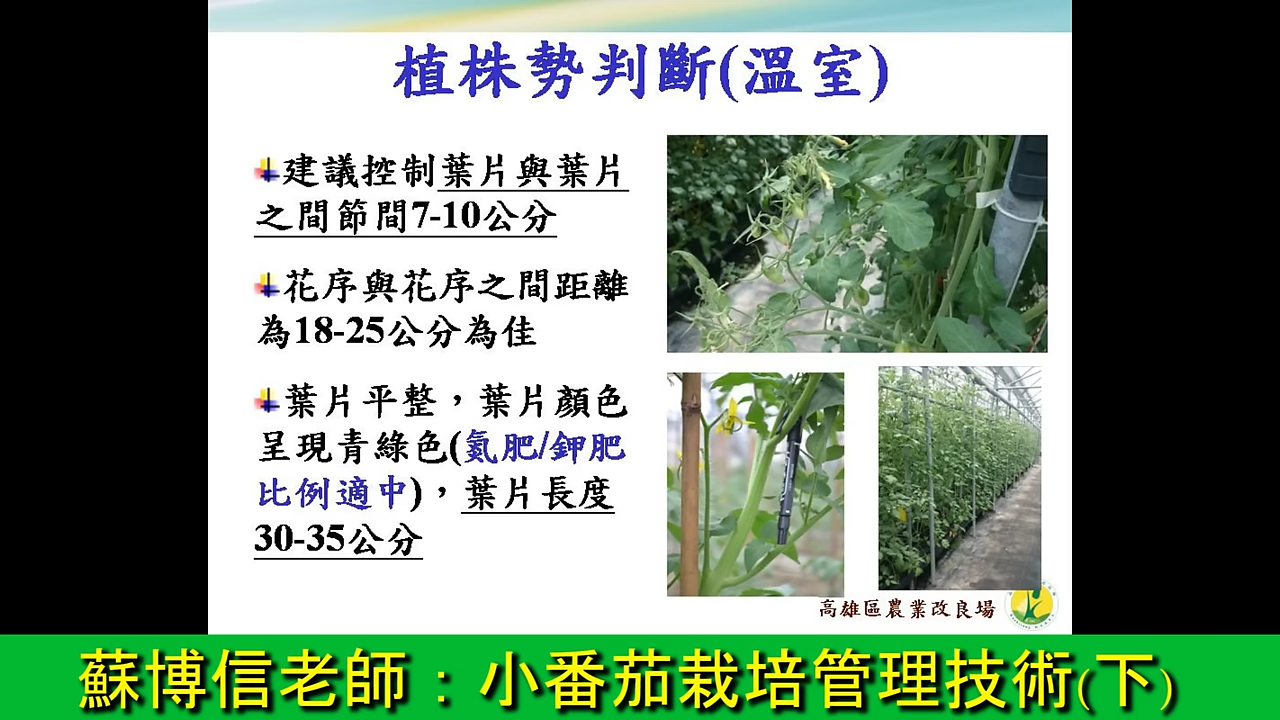 植株勢判斷(溫室)
建議控制葉片與葉片
之間節間7-10公分
花序與花序之間距離
為18-25公分為佳
葉片平整，葉片顏色
呈現青綠色(氮肥/鉀肥
比例適中)，葉片長度
30-35公分
高雄區農業改良場
蘇博信老師：小番茄栽培管理技術(下)